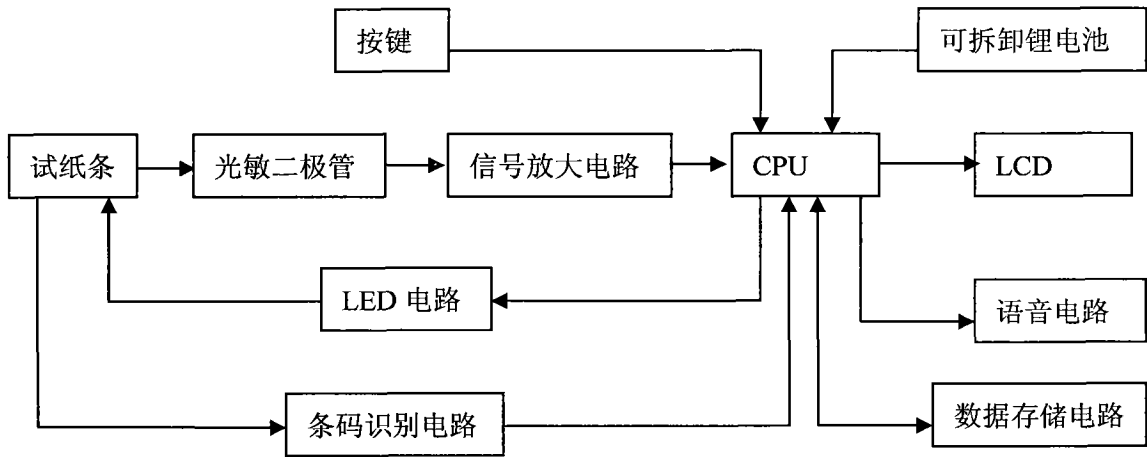 按键
可拆卸锂电池
试纸条
光敏二极管
信号放大电路
CPU
LCD
LED 电路
语音电路
条码识别电路
数据存储电路